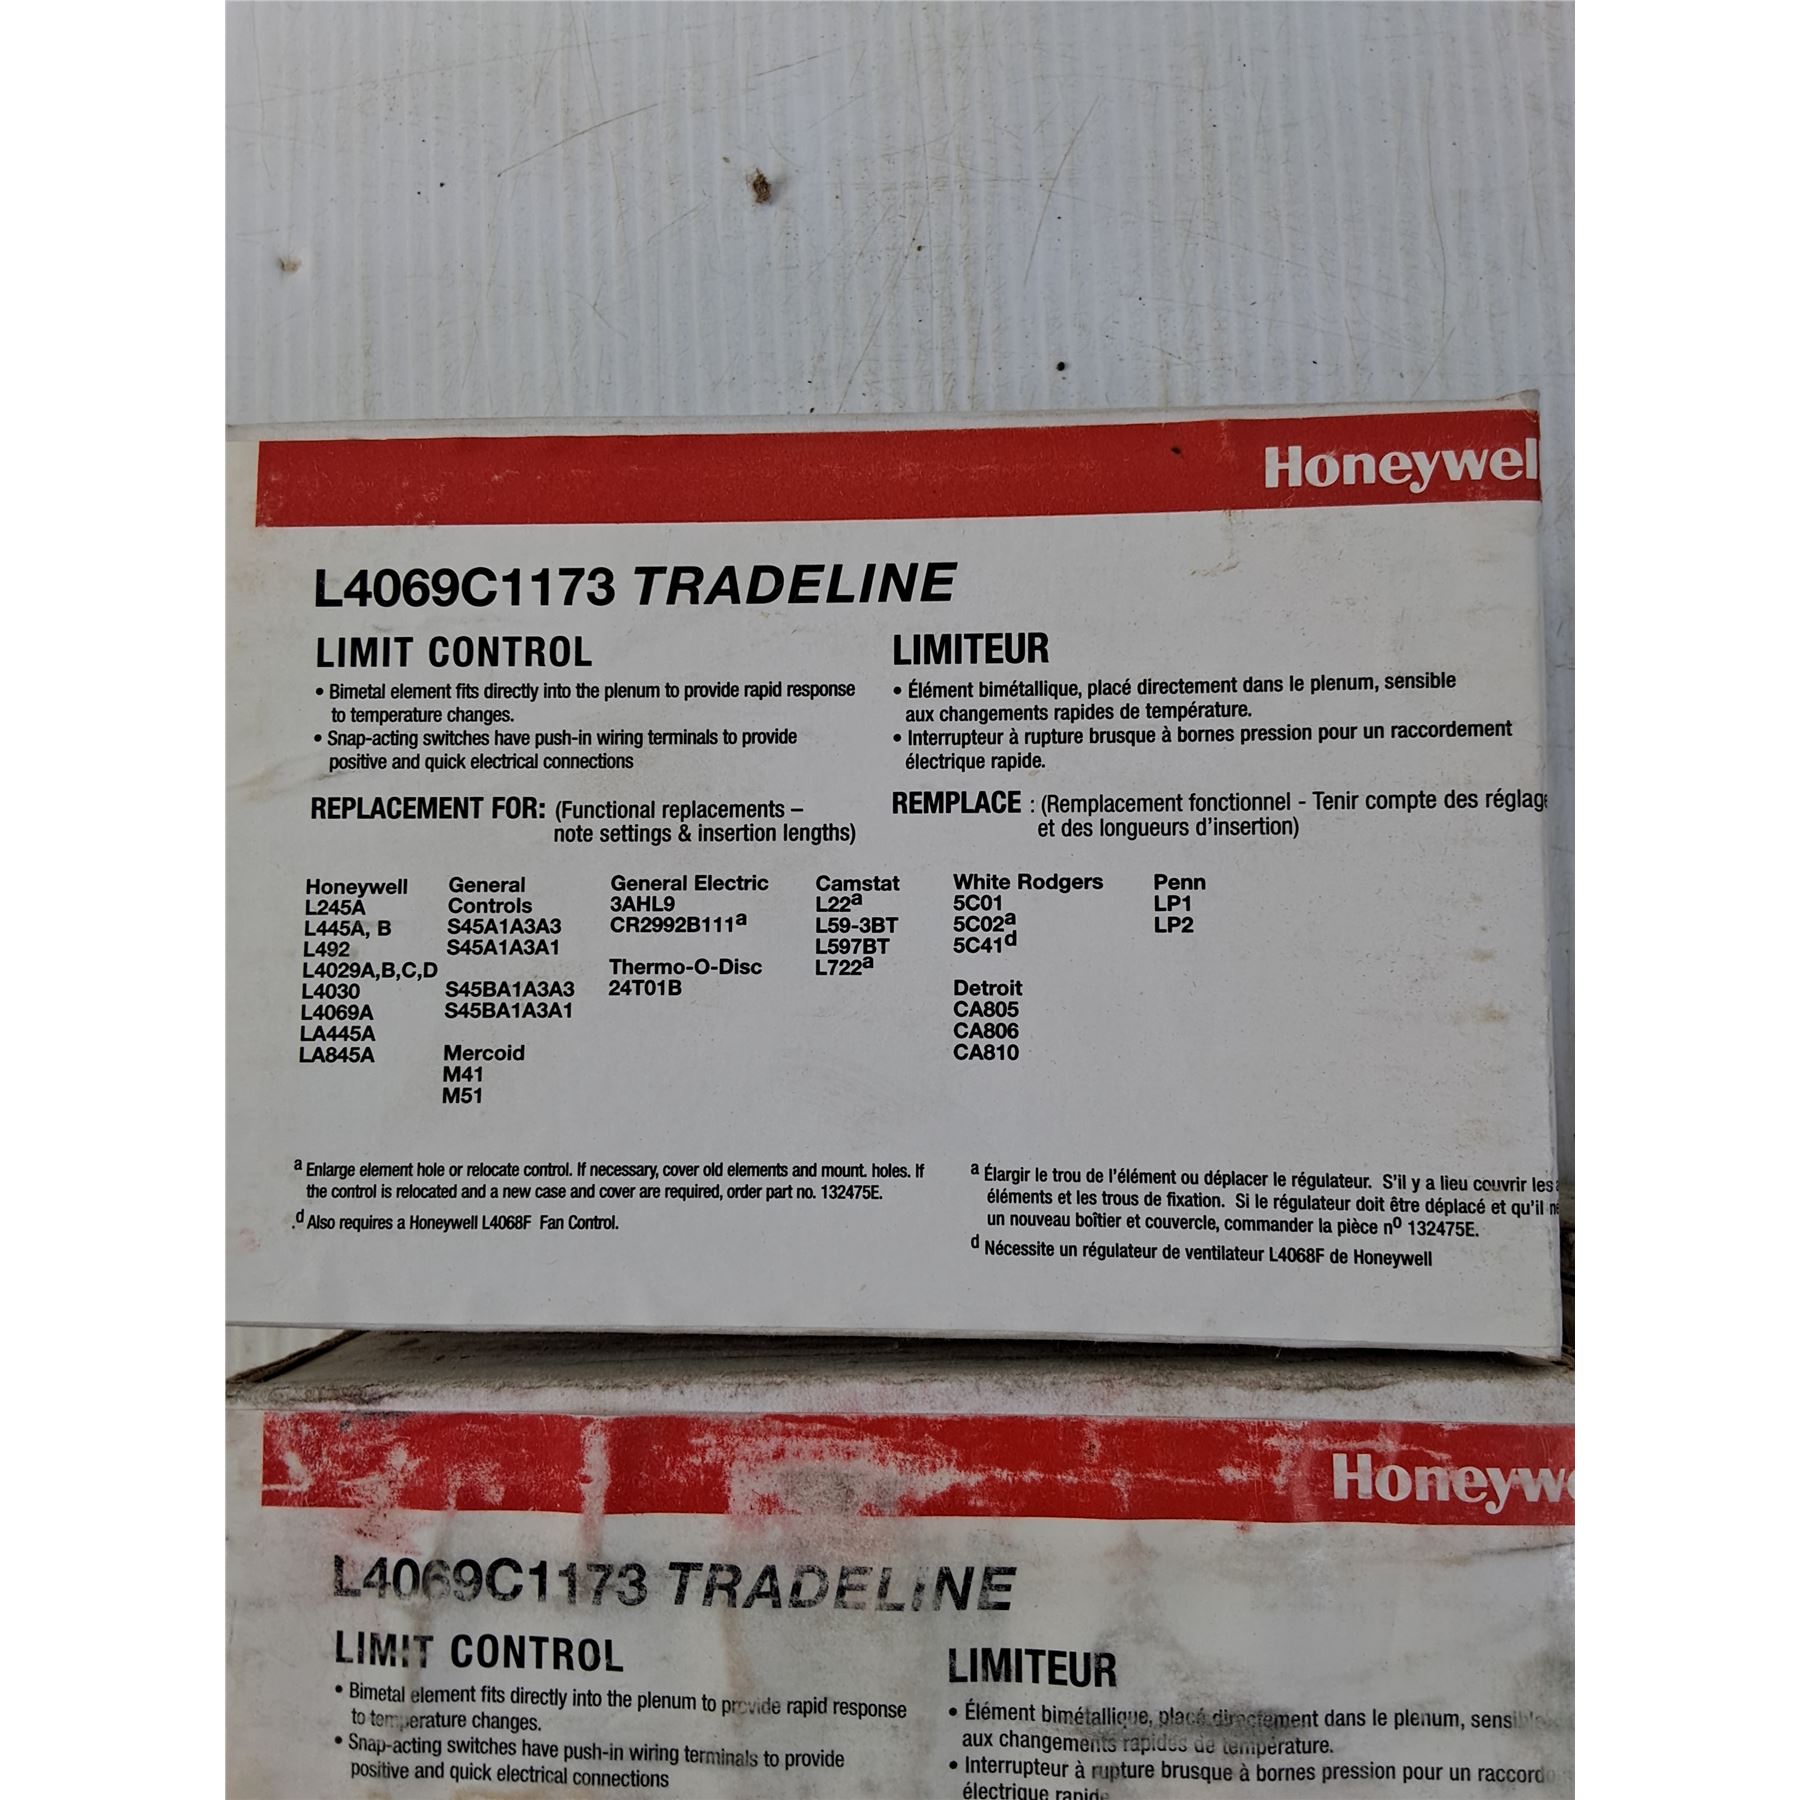 Honeywel
L4069C1173 TRADELINE
LIMIT CONTROL
• Bimetal element fits directly into the plenum to provide rapid response
to temperature changes.
• Snap-acting switches have push-in wiring terminals to provide
positive and quick electrical connections
LIMITEUR
• Élément bimétallique, placé directement dans le plenum, sensible
aux changements rapides de température.
• Interrupteur à rupture brusque à bornes pression pour un raccordement
électrique rapide.
REPLACEMENT FOR: (Functional replacements –
note settings & insertion lengths)
REMPLACE : (Remplacement fonctionnel - Tenir compte des réglag
et des longueurs d'insertion)
Honeywell
L245A
L445A, B
L492
L4029A,B,C,D
L4030
L4069A
LA445A
LA845A
General
Controls
S45A1A3A3
S45A1A3A1
S45BA1A3A3
S45BA1A3A1
Mercoid
M41
M51
General Electric
3AHL9
CR2992B111a
Thermo-O-Disc
24T01B
Camstat
L22a
L59-3BT
L597BT
L722a
White Rodgers
5C01
5C02a
5C41d
Detroit
CA805
CA806
CA810
Penn
LP1
LP2
a Enlarge element hole or relocate control. If necessary, cover old elements and mount. holes. If
the control is relocated and a new case and cover are required, order part no. 132475E.
.d Also requires a Honeywell L4068F Fan Control.
a Élargir le trou de l'élément ou déplacer le régulateur. S'il y a lieu couvrir les
éléments et les trous de fixation. Si le régulateur doit être déplacé et qu'il
un nouveau boîtier et couvercle, commander la pièce no 132475E.
d Nécessite un régulateur de ventilateur L4068F de Honeywell
Honeyw
L4069C1173 TRADELINE
LIMIT CONTROL
• Bimetal element fits directly into the plenum to provide rapid response
to temperature changes.
• Snap-acting switches have push-in wiring terminals to provide
positive and quick electrical connections
LIMITEUR
• Élément bimétallique, placé directement dans le plenum, sensi
aux changements rapides de température.
• Interrupteur à rupture brusque à bornes pression pour un raccord
électrique rapide